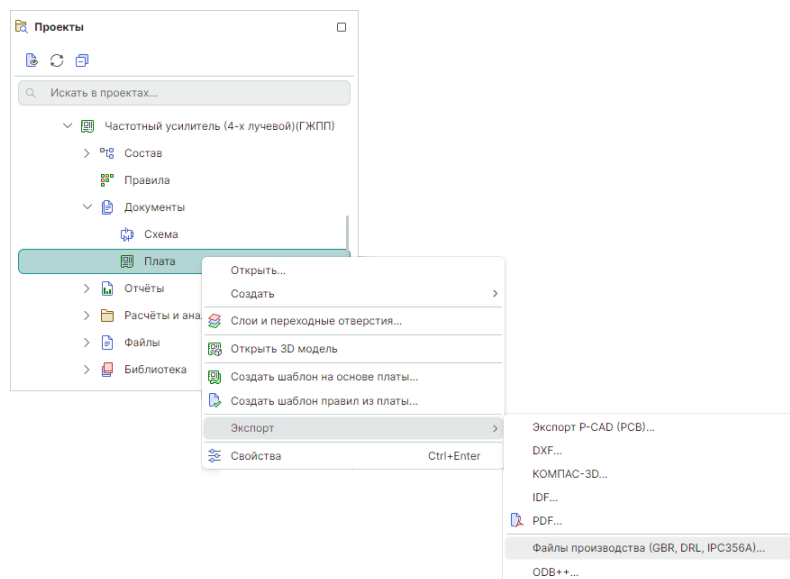 Проекты
Искать в проектах...
Частотный усилитель (4-х лучевой)(ГЖПП)
Состав
Правила
Документы
Схема
Плата
Отчёты
Расчёты и ана
Файлы
Библиотека
Открыть...
Создать
Слои и переходные отверстия...
Открыть 3D модель
Создать шаблон на основе платы...
Создать шаблон правил из платы...
Экспорт
Свойства Ctrl+Enter
Экспорт P-CAD (PCB)...
DXF...
КОМПАС-3D...
IDF...
PDF...
Файлы производства (GBR, DRL, IPC356A)...
ODB++...